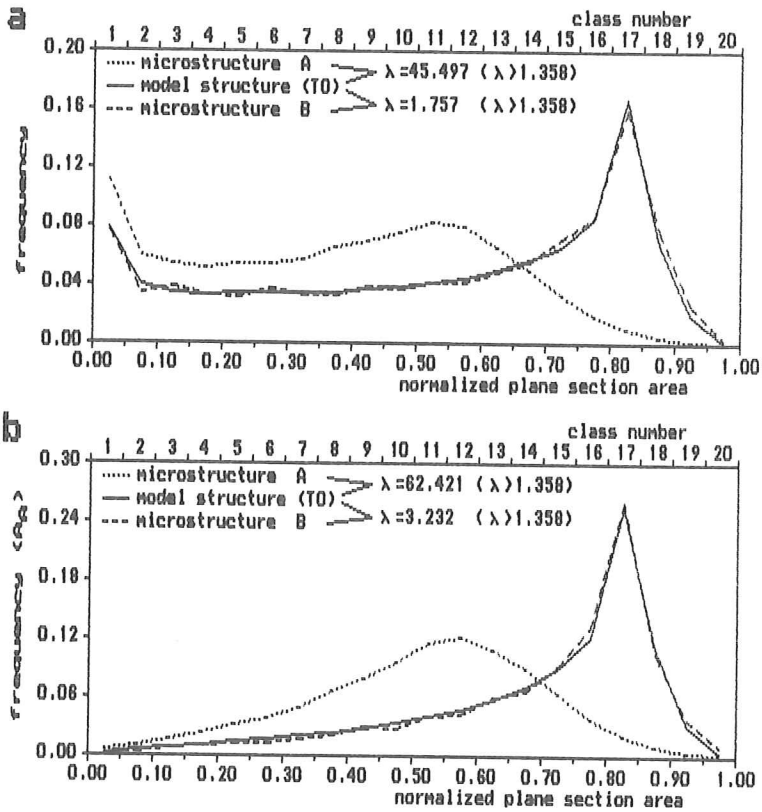 a
class number
1 2 3 4 5 6 7 8 9 10 11 12 13 14 15 16 17 18 19 20
0.20
microstructure A
λ=45.497 (λ>1.358)
model structure (TO)
microstructure B
λ=1.757 (λ>1.358)
0.16
0.12
0.08
0.04
0.00
frequency
0.00 0.10 0.20 0.30 0.40 0.50 0.60 0.70 0.80 0.90 1.00
normalized plane section area
b
class number
1 2 3 4 5 6 7 8 9 10 11 12 13 14 15 16 17 18 19 20
0.30
microstructure A
λ=62.421 (λ>1.358)
model structure (TO)
microstructure B
λ=3.232 (λ>1.358)
0.24
0.18
0.12
0.06
0.00
frequency
0.00 0.10 0.20 0.30 0.40 0.50 0.60 0.70 0.80 0.90 1.00
normalized plane section area